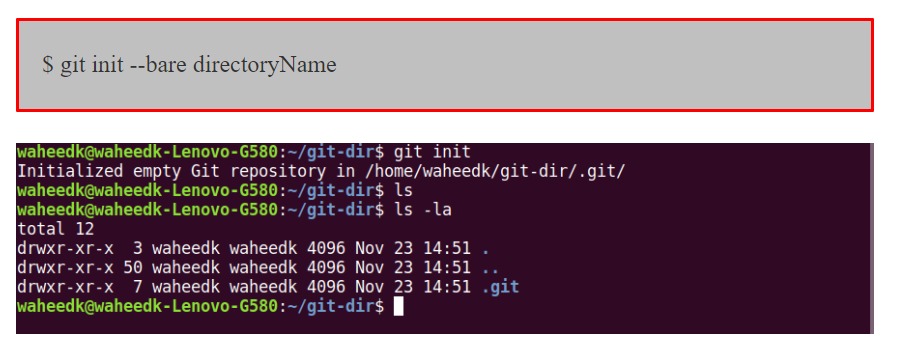 $ git init --bare directoryName
waheedk@waheedk-Lenovo-G580:~/git-dir$ git init
Initialized empty Git repository in /home/waheedk/git-dir/.git/
waheedk@waheedk-Lenovo-G580:~/git-dir$ ls
waheedk@waheedk-Lenovo-G580:~/git-dir$ ls -la
total 12
drwxr-xr-x  3 waheedk waheedk 4096 Nov 23 14:51 .
drwxr-xr-x 50 waheedk waheedk 4096 Nov 23 14:51 ..
drwxr-xr-x  7 waheedk waheedk 4096 Nov 23 14:51 .git
waheedk@waheedk-Lenovo-G580:~/git-dir$